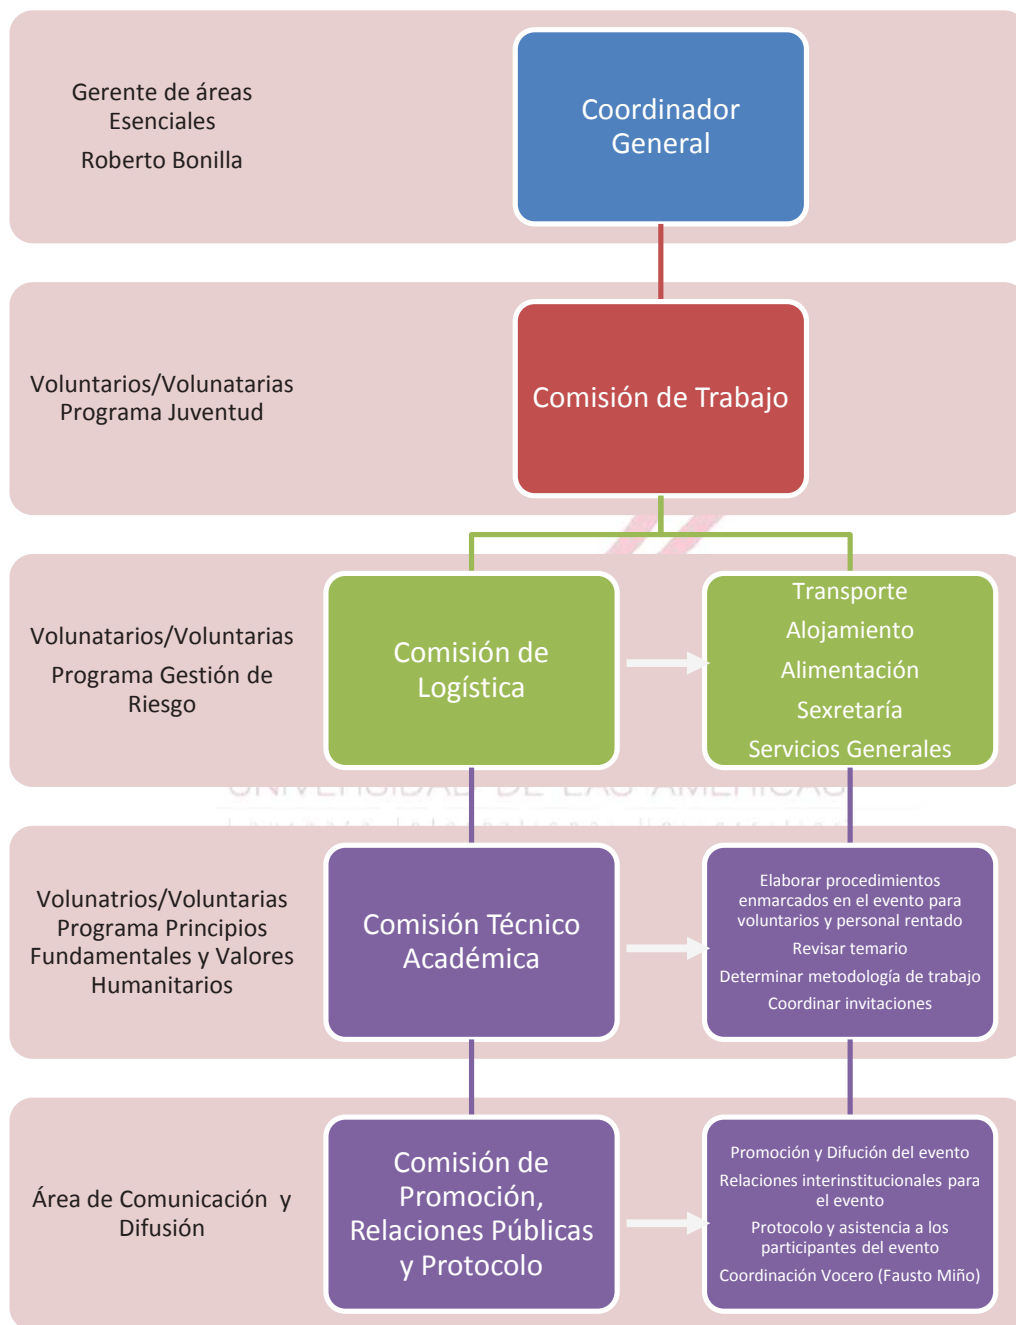 Gerente de áreas
Esenciales
Roberto Bonilla
Coordinador
General
Voluntarios/Volunatarias
Programa Juventud
Comisión de Trabajo
Volunatarios/Voluntarias
Programa Gestión de
Riesgo
Comisión de
Logística
Transporte
Alojamiento
Alimentación
Sexretaría
Servicios Generales
UNIVERSIDAD DE LAS AMÉRICAS
Volunatrios/Voluntarias
Programa Principios
Fundamentales y Valores
Humanitarios
Comisión Técnico
Académica
Elaborar procedimientos
enmarcados en el evento para
voluntarios y personal rentado
Revisar temario
Determinar metodología de trabajo
Coordinar invitaciones
Área de Comunicación y
Difusión
Comisión de
Promoción,
Relaciones Públicas
y Protocolo
Promoción y Difución del evento
Relaciones interinstitucionales para
el evento
Protocolo y asistencia a los
participantes del evento
Coordinación Vocero (Fausto Miño)